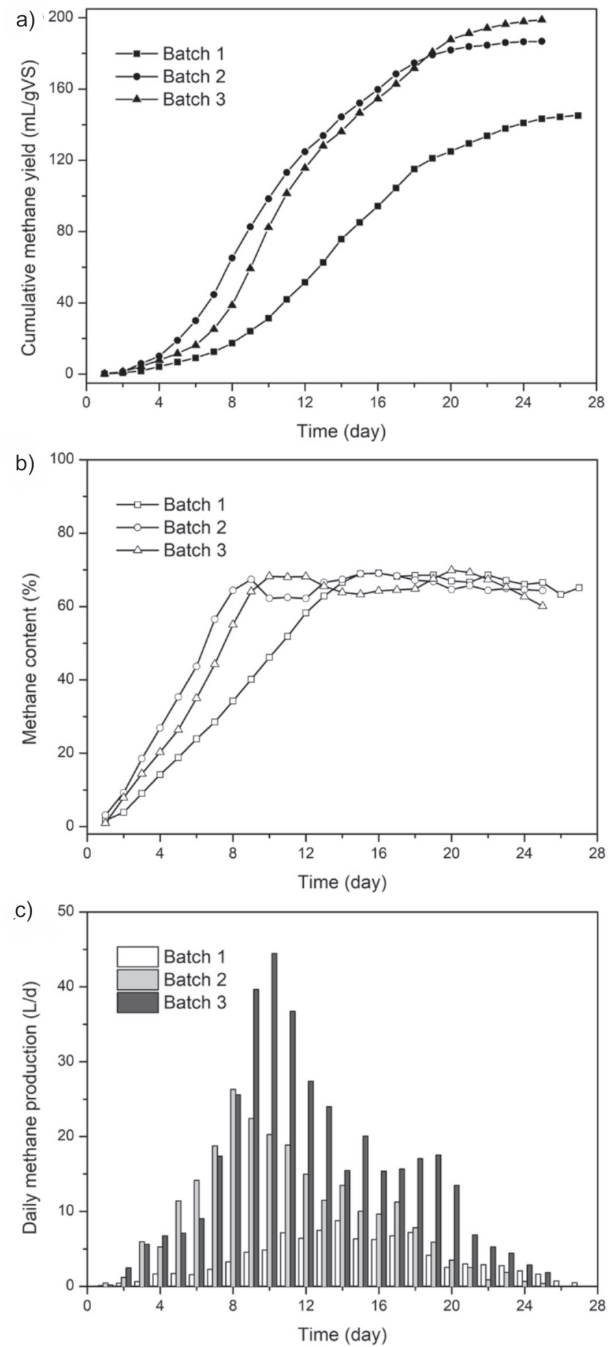 a)
200
160
120
80
40
0
Cumulative methane yield (mL/gVS)
Batch 1
Batch 2
Batch 3
0 4 8 12 16 20 24 28
Time (day)
b)
100
80
60
40
20
0
Methane content (%)
Batch 1
Batch 2
Batch 3
0 4 8 12 16 20 24 28
Time (day)
c)
50
40
30
20
10
0
Daily methane production (L/d)
Batch 1
Batch 2
Batch 3
0 4 8 12 16 20 24 28
Time (day)